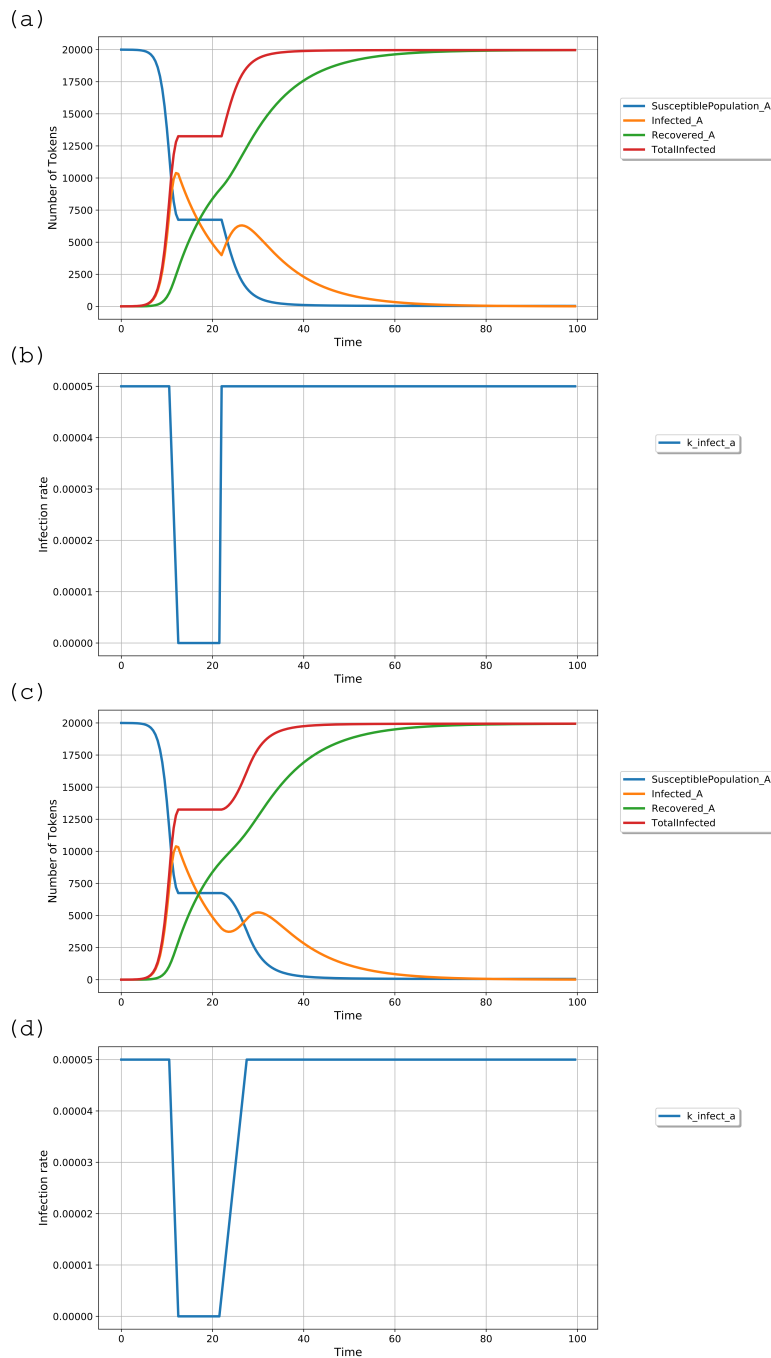 (a)
20000
17500
15000
12500
10000
7500
5000
2500
0
Number of Tokens
0 20 40 60 80 100
Time
SusceptiblePopulation_A
Infected_A
Recovered_A
TotalInfected
(b)
0.00005
0.00004
0.00003
0.00002
0.00001
0.00000
Infection rate
0 20 40 60 80 100
Time
k_infect_a
(c)
20000
17500
15000
12500
10000
7500
5000
2500
0
Number of Tokens
0 20 40 60 80 100
Time
SusceptiblePopulation_A
Infected_A
Recovered_A
TotalInfected
(d)
0.00005
0.00004
0.00003
0.00002
0.00001
0.00000
Infection rate
0 20 40 60 80 100
Time
k_infect_a